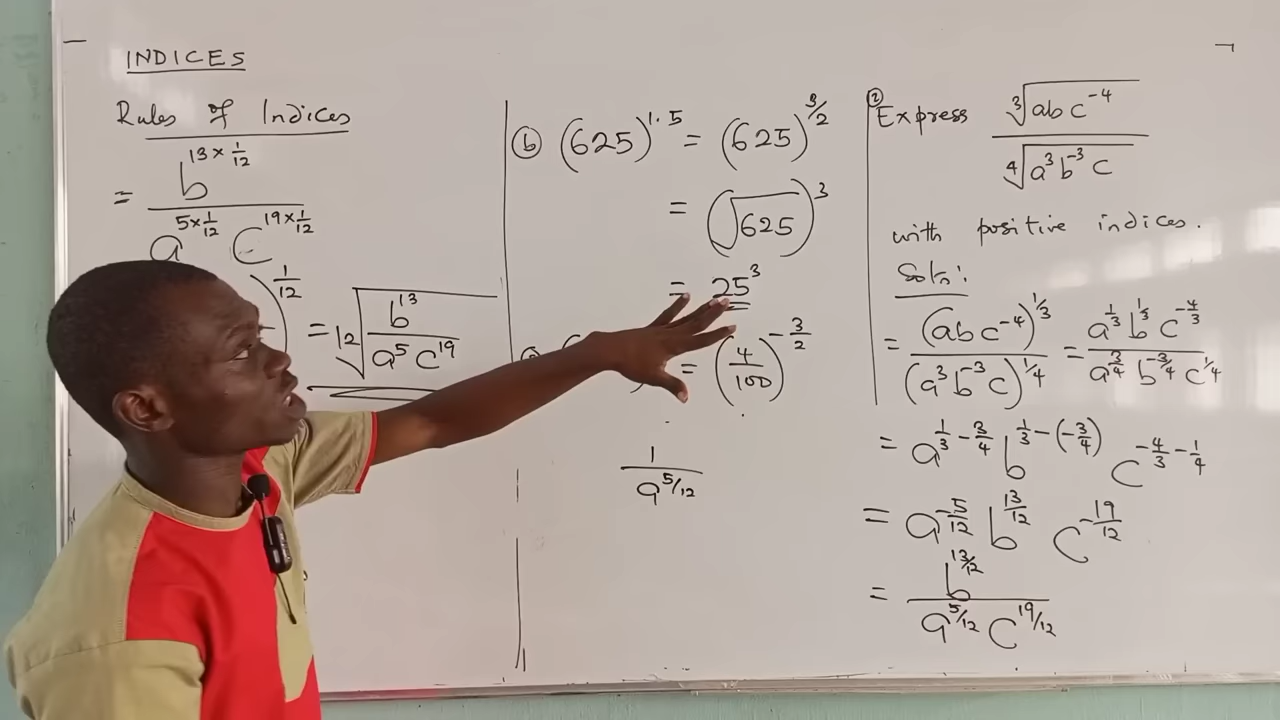 INDICES
Rules of Indices
= b^(13 × 1/12) / a^(5 × 1/12) c^(19 × 1/12)
)^(1/12) = ¹²√(b^13 / a^5 c^19)
(b) (625)^1.5 = (625)^(3/2)
= (√625)^3
= 25^3
= (4/100)^(-3/2)
1 / a^(5/12)
(2) Express ³√(abc^-4) / ⁴√(a^3 b^-3 c)
with positive indices.
Soln:
= (abc^-4)^(1/3) / (a^3 b^-3 c)^(1/4) = a^(1/3) b^(1/3) c^(-4/3) / a^(3/4) b^(-3/4) c^(1/4)
= a^(1/3 - 3/4) b^(1/3 - (-3/4)) c^(-4/3 - 1/4)
= a^(-5/12) b^(13/12) c^(-19/12)
= b^(13/12) / a^(5/12) c^(19/12)